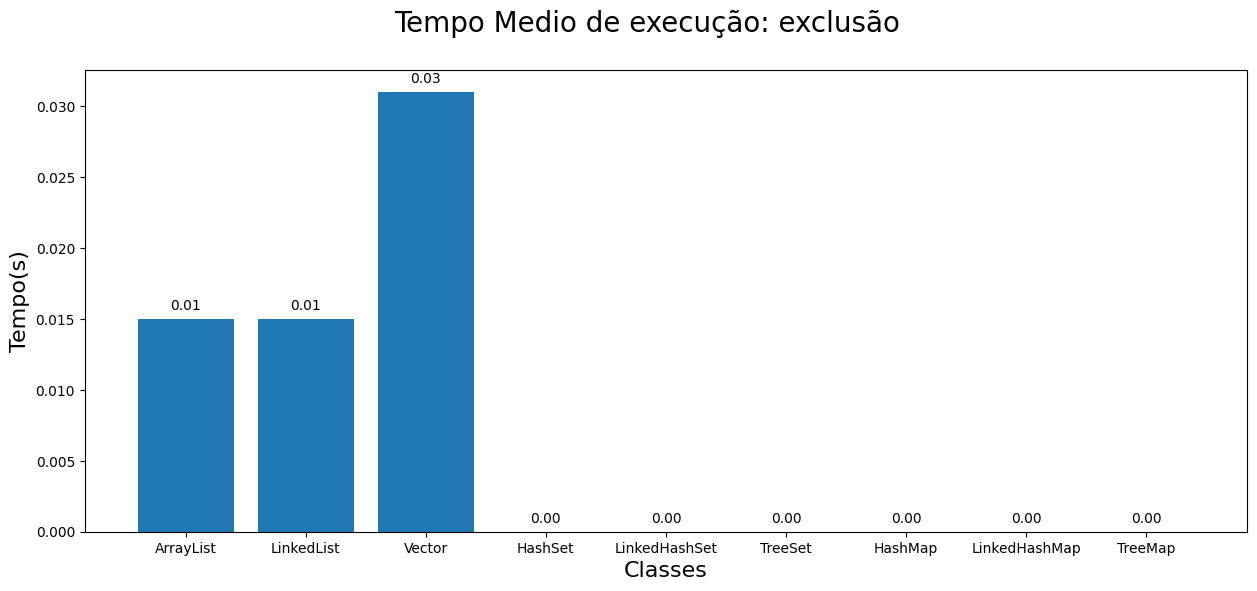 Tempo Medio de execução: exclusão
0.03
0.030
0.025
0.020
0.01 0.01
0.015
0.010
0.005
0.00 0.00 0.00 0.00 0.00 0.00
0.000
Tempo(s)
ArrayList LinkedList Vector HashSet LinkedHashSet TreeSet HashMap LinkedHashMap TreeMap
Classes